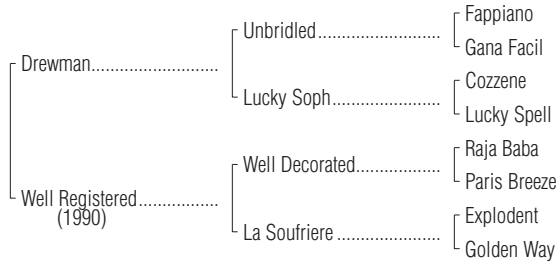 Fappiano
Unbridled
Gana Facil
Drewman
Cozzene
Lucky Soph
Lucky Spell
Raja Baba
Well Decorated
Paris Breeze
Well Registered
(1990)
Explodent
La Soufriere
Golden Way